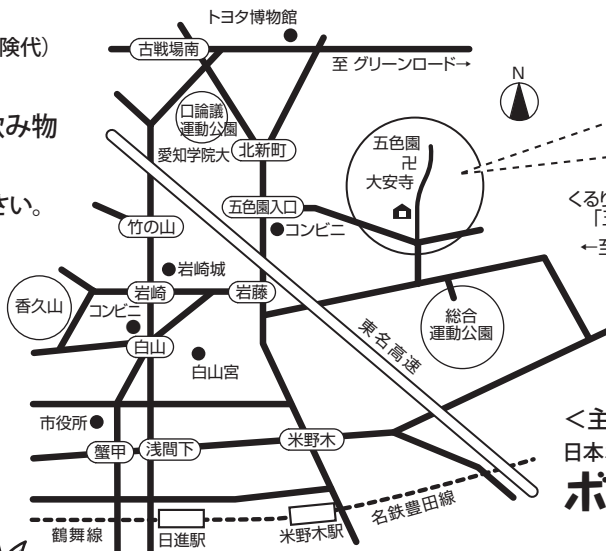 トヨタ博物館
険代）
古戦場南
至 グリーンロード→
N
飲み物
口論議
運動公園
愛知学院大
北新町
五色園
卍
大安寺
さい。
五色園入口
くるり
竹の山
コンビニ
←至
岩崎城
香久山
岩崎
岩藤
コンビニ
総合
運動公園
白山
白山宮
東名高速
市役所
＜主
蟹甲
浅間下
米野木
日本
ボ
鶴舞線
日進駅
米野木駅
名鉄豊田線